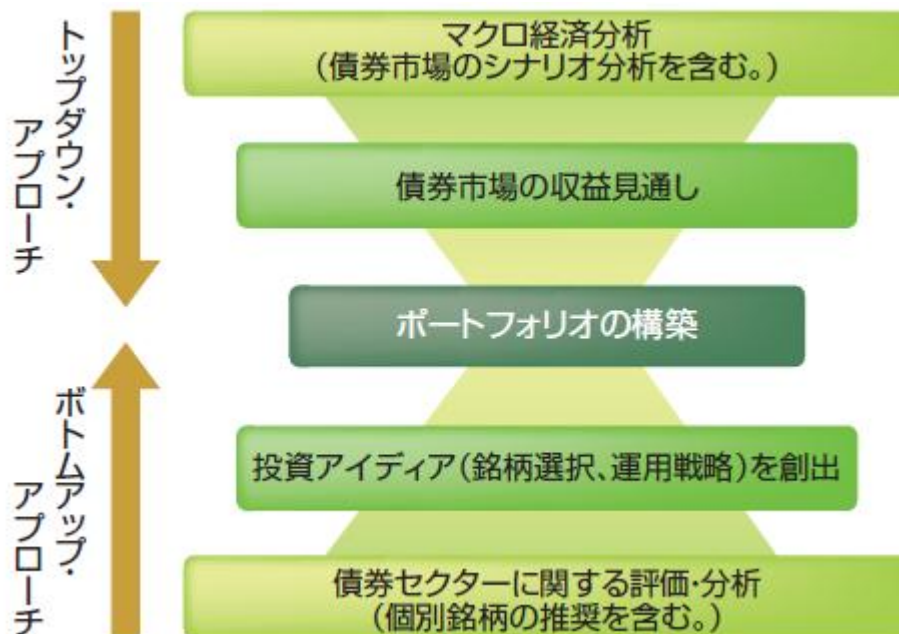 トップダウン・
アプローチ
マクロ経済分析
(債券市場のシナリオ分析を含む。)
債券市場の収益見通し
ポートフォリオの構築
ボトムアップ・
アプローチ
投資アイディア(銘柄選択、運用戦略)を創出
債券セクターに関する評価・分析
(個別銘柄の推奨を含む。)